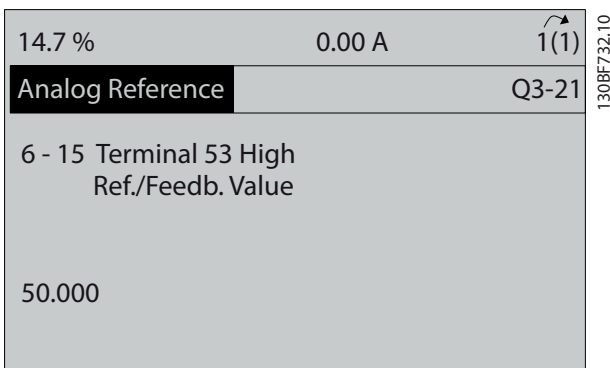 14.7 % 0.00 A 1(1)
Analog Reference Q3-21
6 - 15 Terminal 53 High
Ref./Feedb. Value
50.000
130BF732.10